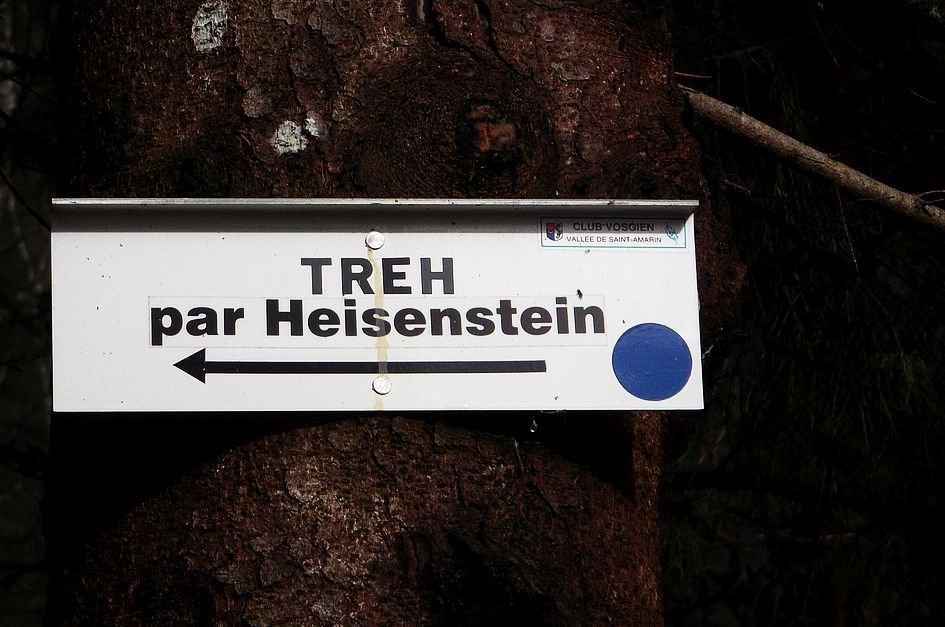 CLUB VOSGIEN
VALLÉE DE SAINT-AMARIN
TREH
par Heisenstein